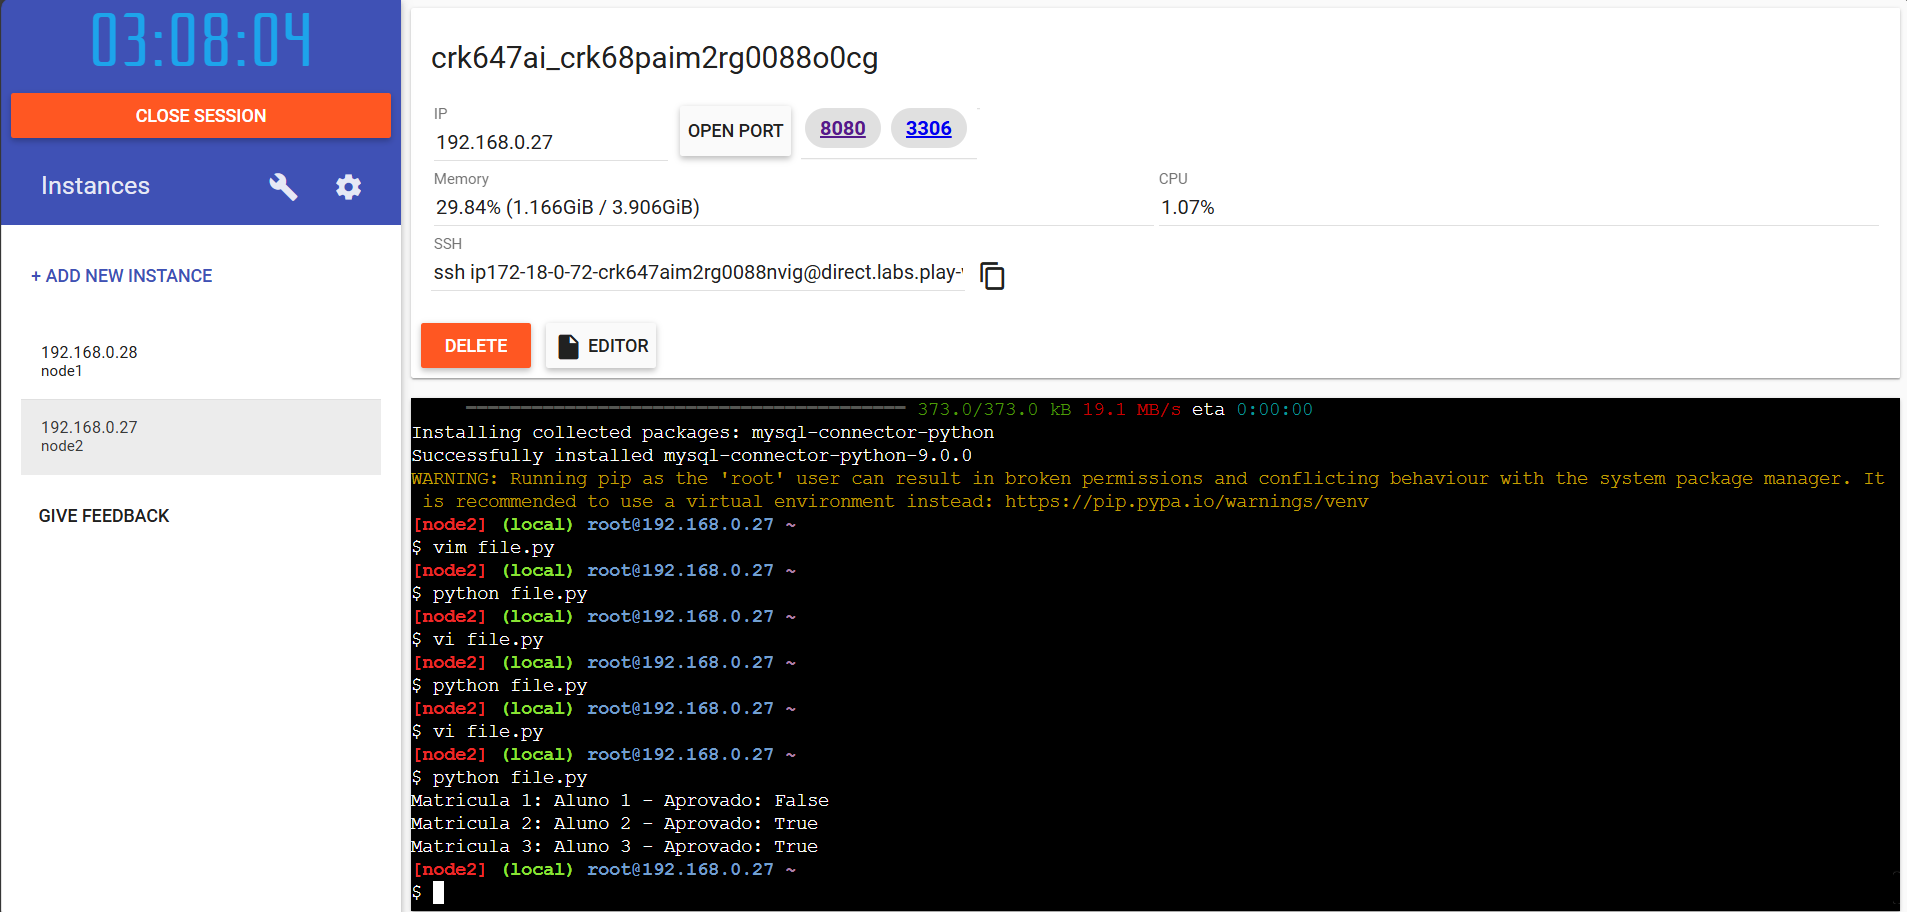 03:08:04
CLOSE SESSION
Instances
+ ADD NEW INSTANCE
192.168.0.28
node1
192.168.0.27
node2
GIVE FEEDBACK
crk647ai_crk68paim2rg0088o0cg
IP
192.168.0.27
OPEN PORT
8080
3306
Memory
29.84% (1.166GiB / 3.906GiB)
CPU
1.07%
SSH
ssh ip172-18-0-72-crk647aim2rg0088nvig@direct.labs.play-
DELETE
EDITOR
373.0/373.0 kB 19.1 MB/s eta 0:00:00
Installing collected packages: mysql-connector-python
Successfully installed mysql-connector-python-9.0.0
WARNING: Running pip as the 'root' user can result in broken permissions and conflicting behaviour with the system package manager. It
is recommended to use a virtual environment instead: https://pip.pypa.io/warnings/venv
[node2] (local) root@192.168.0.27 ~
$ vim file.py
[node2] (local) root@192.168.0.27 ~
$ python file.py
[node2] (local) root@192.168.0.27 ~
$ vi file.py
[node2] (local) root@192.168.0.27 ~
$ python file.py
[node2] (local) root@192.168.0.27 ~
$ vi file.py
[node2] (local) root@192.168.0.27 ~
$ python file.py
Matricula 1: Aluno 1 - Aprovado: False
Matricula 2: Aluno 2 - Aprovado: True
Matricula 3: Aluno 3 - Aprovado: True
[node2] (local) root@192.168.0.27 ~
$